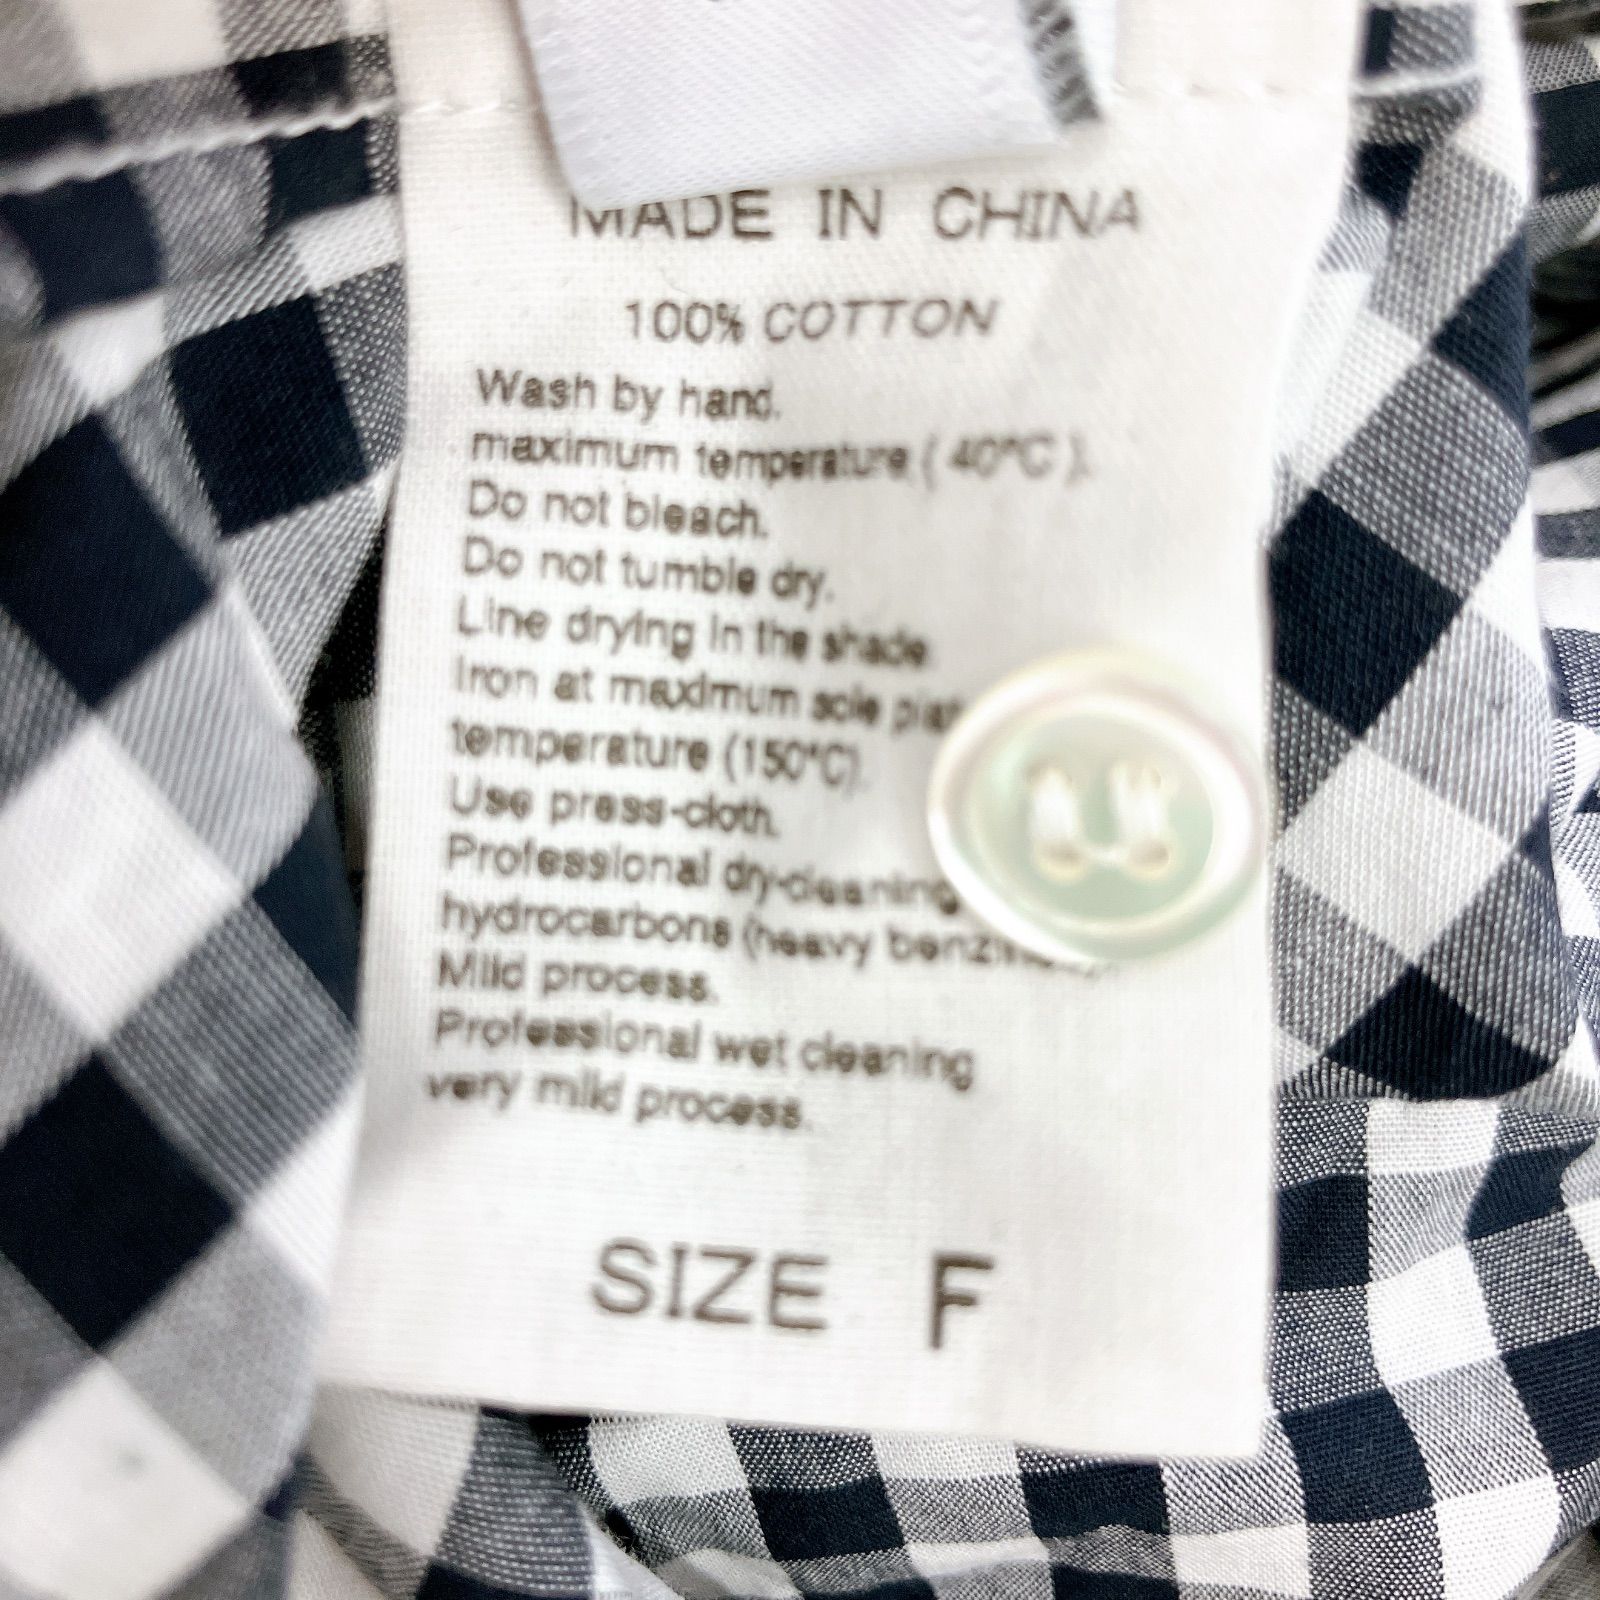 MADE IN CHINA
100% COTTON
Wash by hand.
maximum temperature ( 40°C ).
Do not bleach.
Do not tumble dry.
Line drying in the shade
Iron at maximum sole
temperature (150°C).
Use press-cloth.
Professional dry-cleaning
hydrocarbons (heavy
Mild process.
Professional wet cleaning
very mild process.
SIZE F